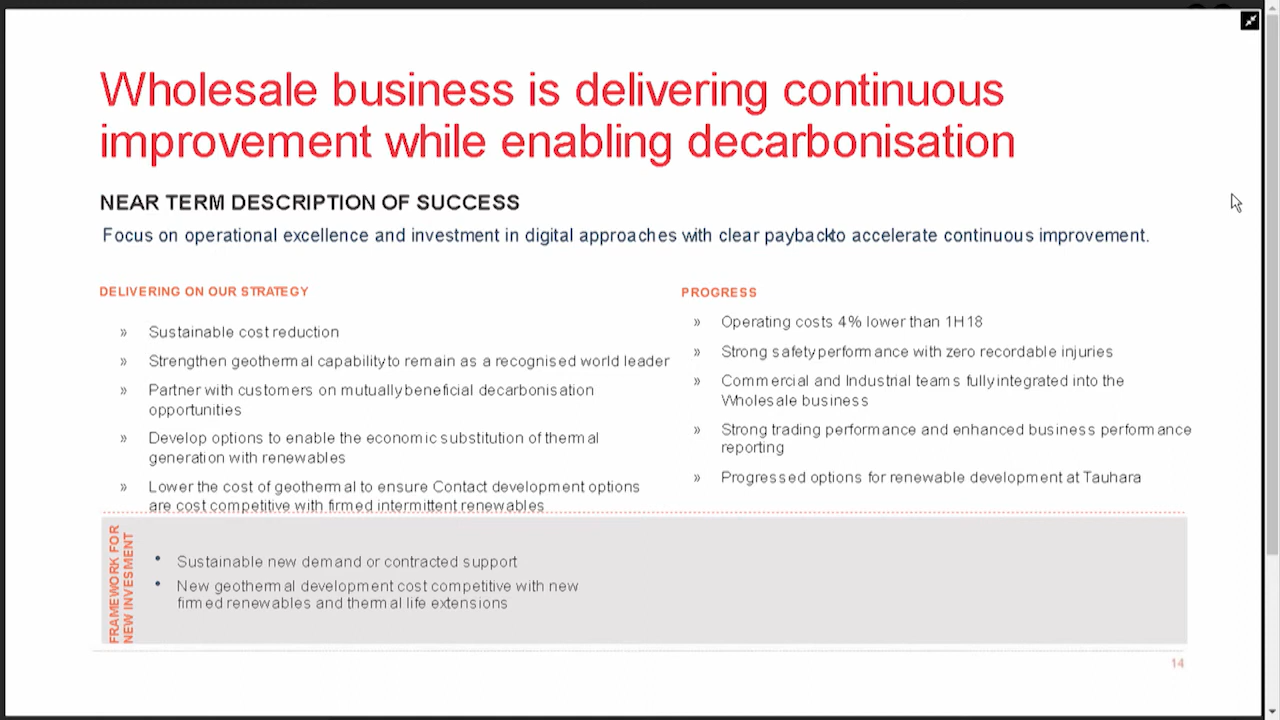 Wholesale business is delivering continuous
improvement while enabling decarbonisation
NEAR TERM DESCRIPTION OF SUCCESS
Focus on operational excellence and investment in digital approaches with clear paybackto accelerate continuous improvement.
DELIVERING ON OUR STRATEGY
» Sustainable cost reduction
» Strengthen geothermal capability to remain as a recognised world leader
» Partner with customers on mutually beneficial decarbonisation
opportunities
» Develop options to enable the economic substitution of thermal
generation with renewables
» Lower the cost of geothermal to ensure Contact development options
are cost competitive with firmed intermittent renewables
PROGRESS
» Operating costs 4% lower than 1H18
» Strong safety performance with zero recordable injuries
» Commercial and Industrial teams fully integrated into the
Wholesale business
» Strong trading performance and enhanced business performance
reporting
» Progressed options for renewable development at Tauhara
FRAMEWORK FOR
NEW INVESMENT
• Sustainable new demand or contracted support
• New geothermal development cost competitive with new
firmed renewables and thermal life extensions
14